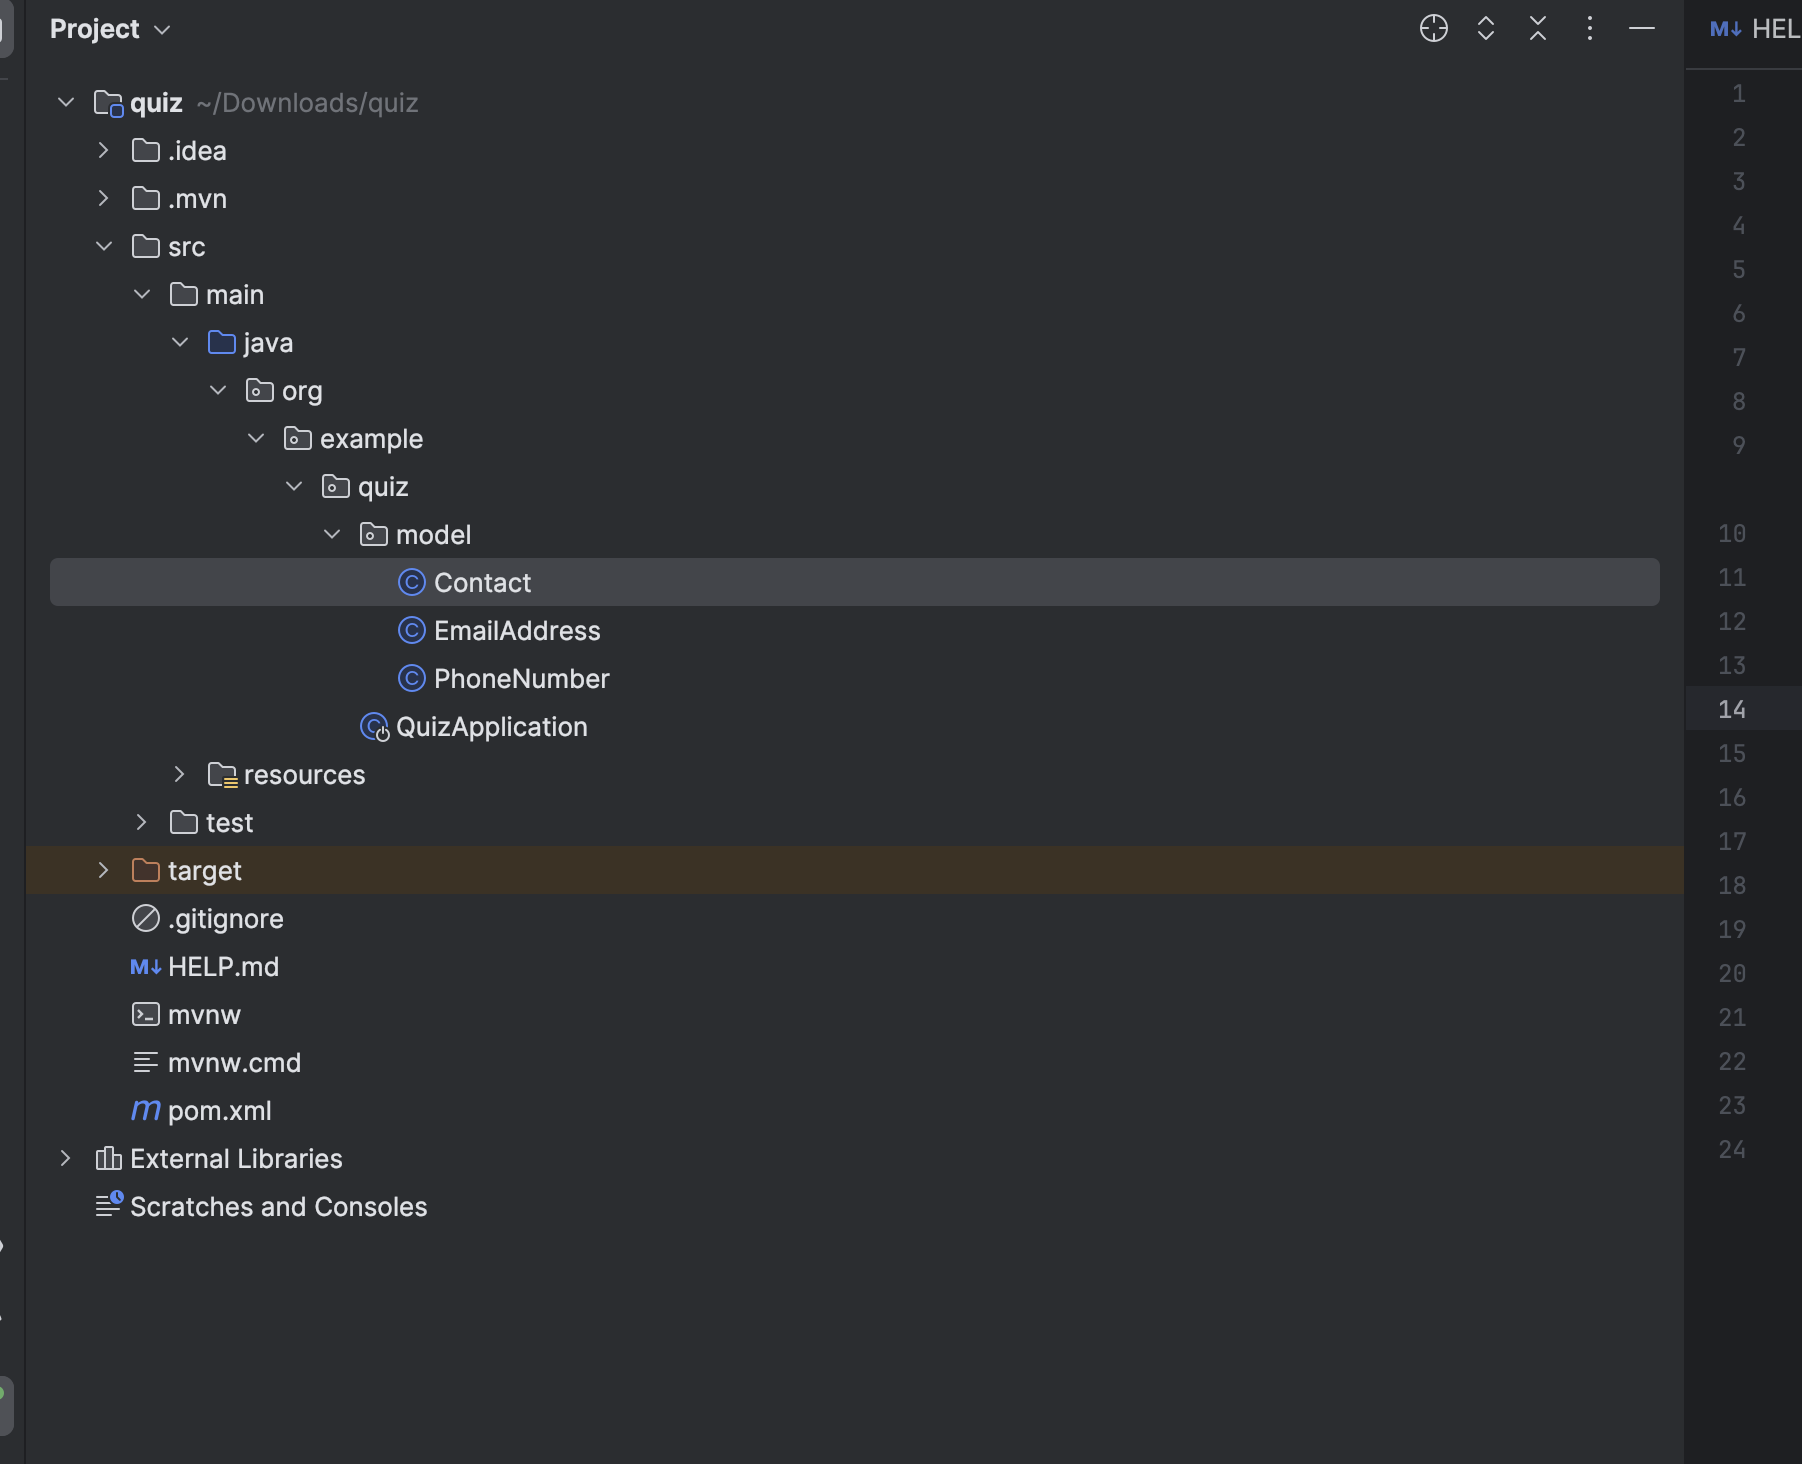 Project
quiz ~/Downloads/quiz
.idea
.mvn
src
main
java
org
example
quiz
model
Contact
EmailAddress
PhoneNumber
QuizApplication
resources
test
target
.gitignore
M↓ HELP.md
mvnw
mvnw.cmd
m pom.xml
External Libraries
Scratches and Consoles
M↓ HEL
1
2
3
4
5
6
7
8
9
10
11
12
13
14
15
16
17
18
19
20
21
22
23
24